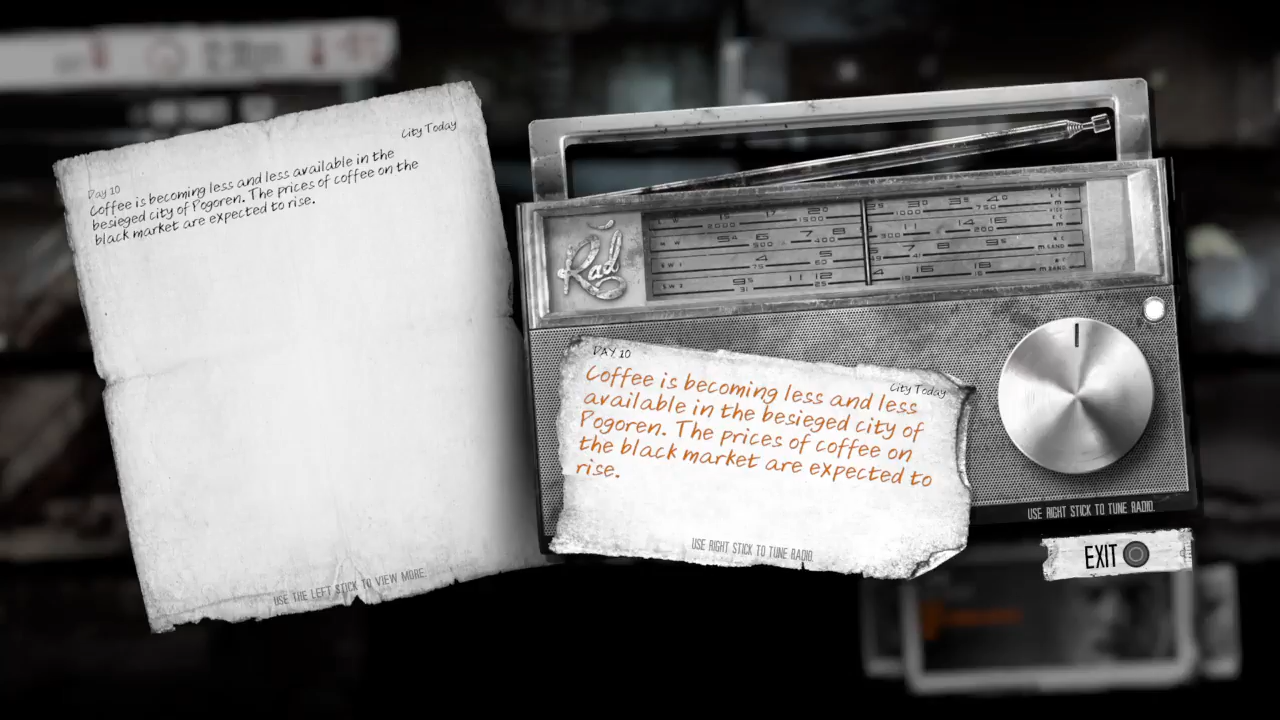 City Today
Day 10
Coffee is becoming less and less available in the
besieged city of Pogoren. The prices of coffee on the
black market are expected to rise.
USE THE LEFT STICK TO VIEW MORE.
Rad
DAY 10
City Today
Coffee is becoming less and less
available in the besieged city of
Pogoren. The prices of coffee on
the black market are expected to
rise.
USE RIGHT STICK TO TUNE RADIO.
USE RIGHT STICK TO TUNE RADIO.
EXIT